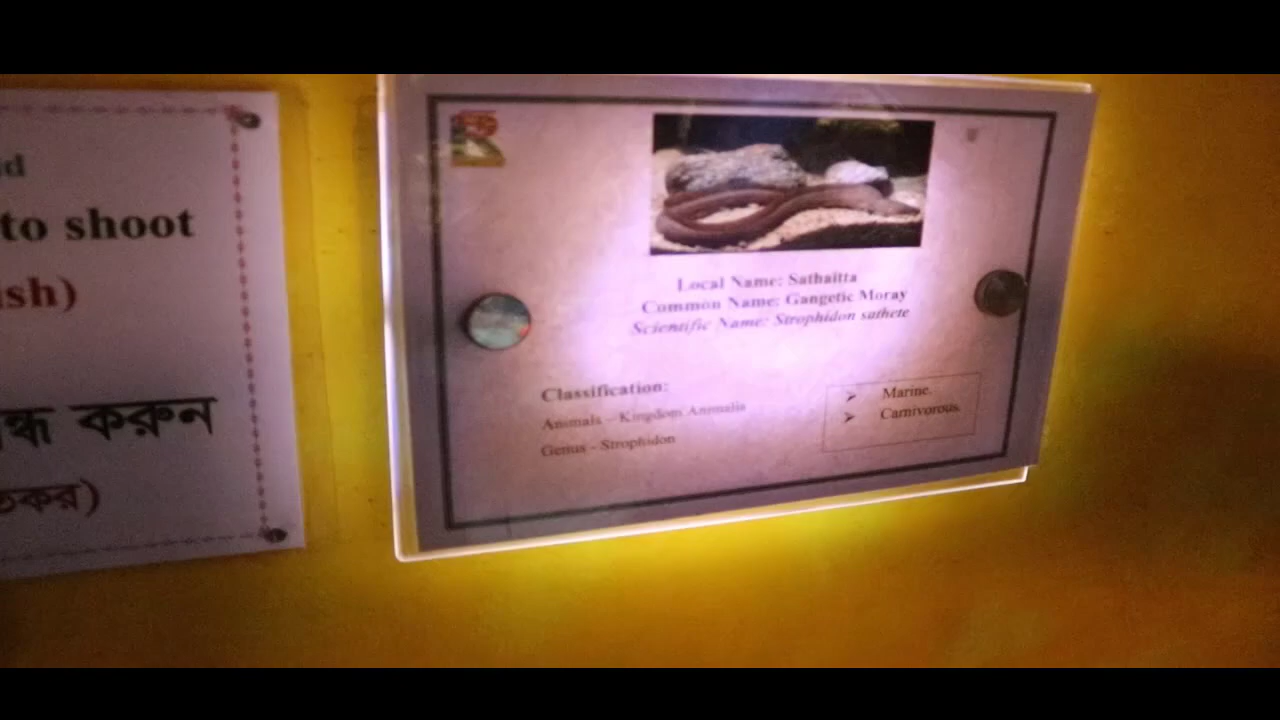 d
to shoot
sh)
ন্ধ করুন
তিকর)
Local Name: Sathaitta
Common Name: Gangetic Moray
Scientific Name: Strophidon sathete
Classification:
Animals – Kingdom Animalia
Genus - Strophidon
Marine.
Carnivorous.